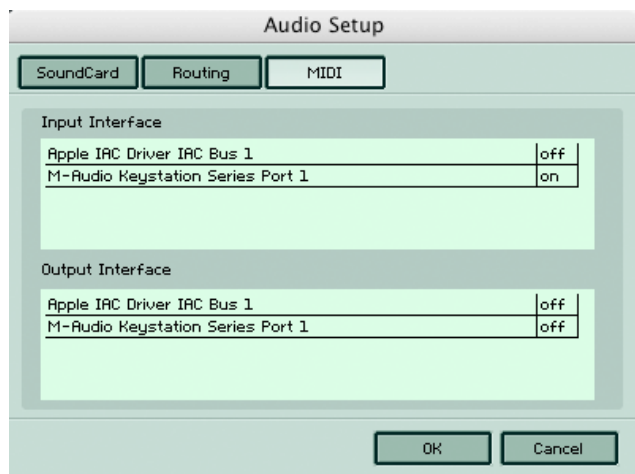 Audio Setup
SoundCard Routing MIDI
Input Interface
Apple IAC Driver IAC Bus 1 off
M-Audio Keystation Series Port 1 on
Output Interface
Apple IAC Driver IAC Bus 1 off
M-Audio Keystation Series Port 1 off
OK Cancel